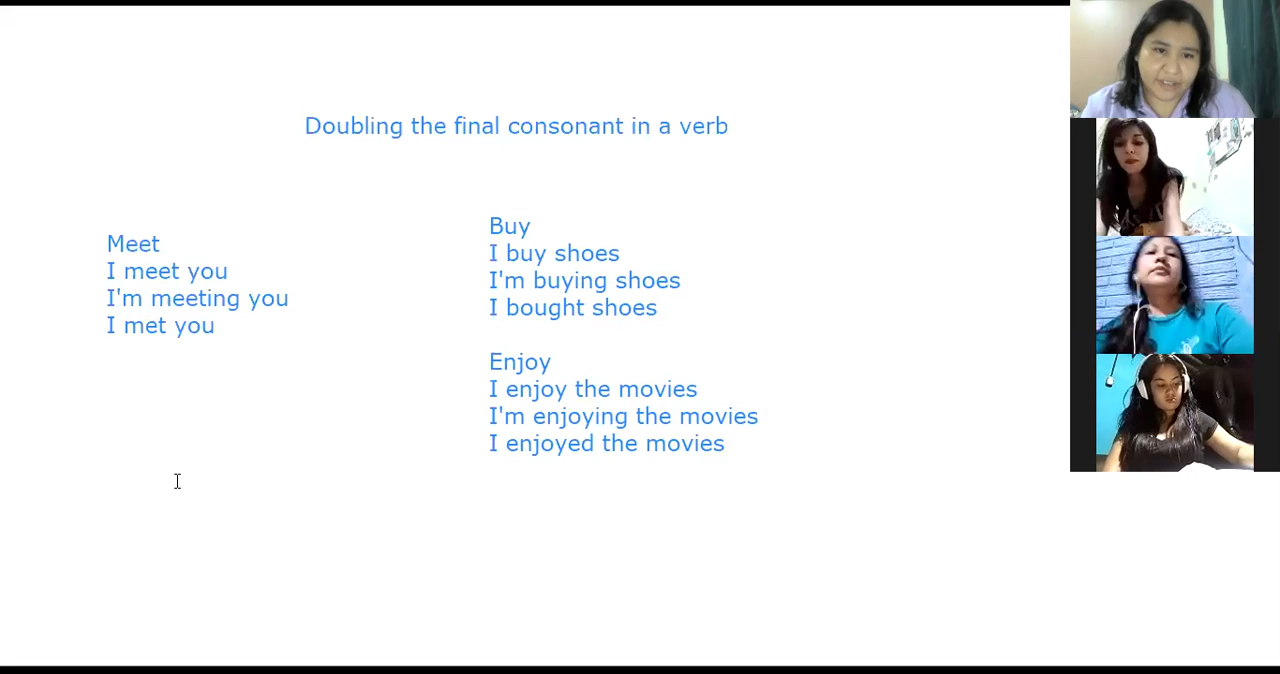 Doubling the final consonant in a verb
Meet
I meet you
I'm meeting you
I met you
Buy
I buy shoes
I'm buying shoes
I bought shoes
Enjoy
I enjoy the movies
I'm enjoying the movies
I enjoyed the movies